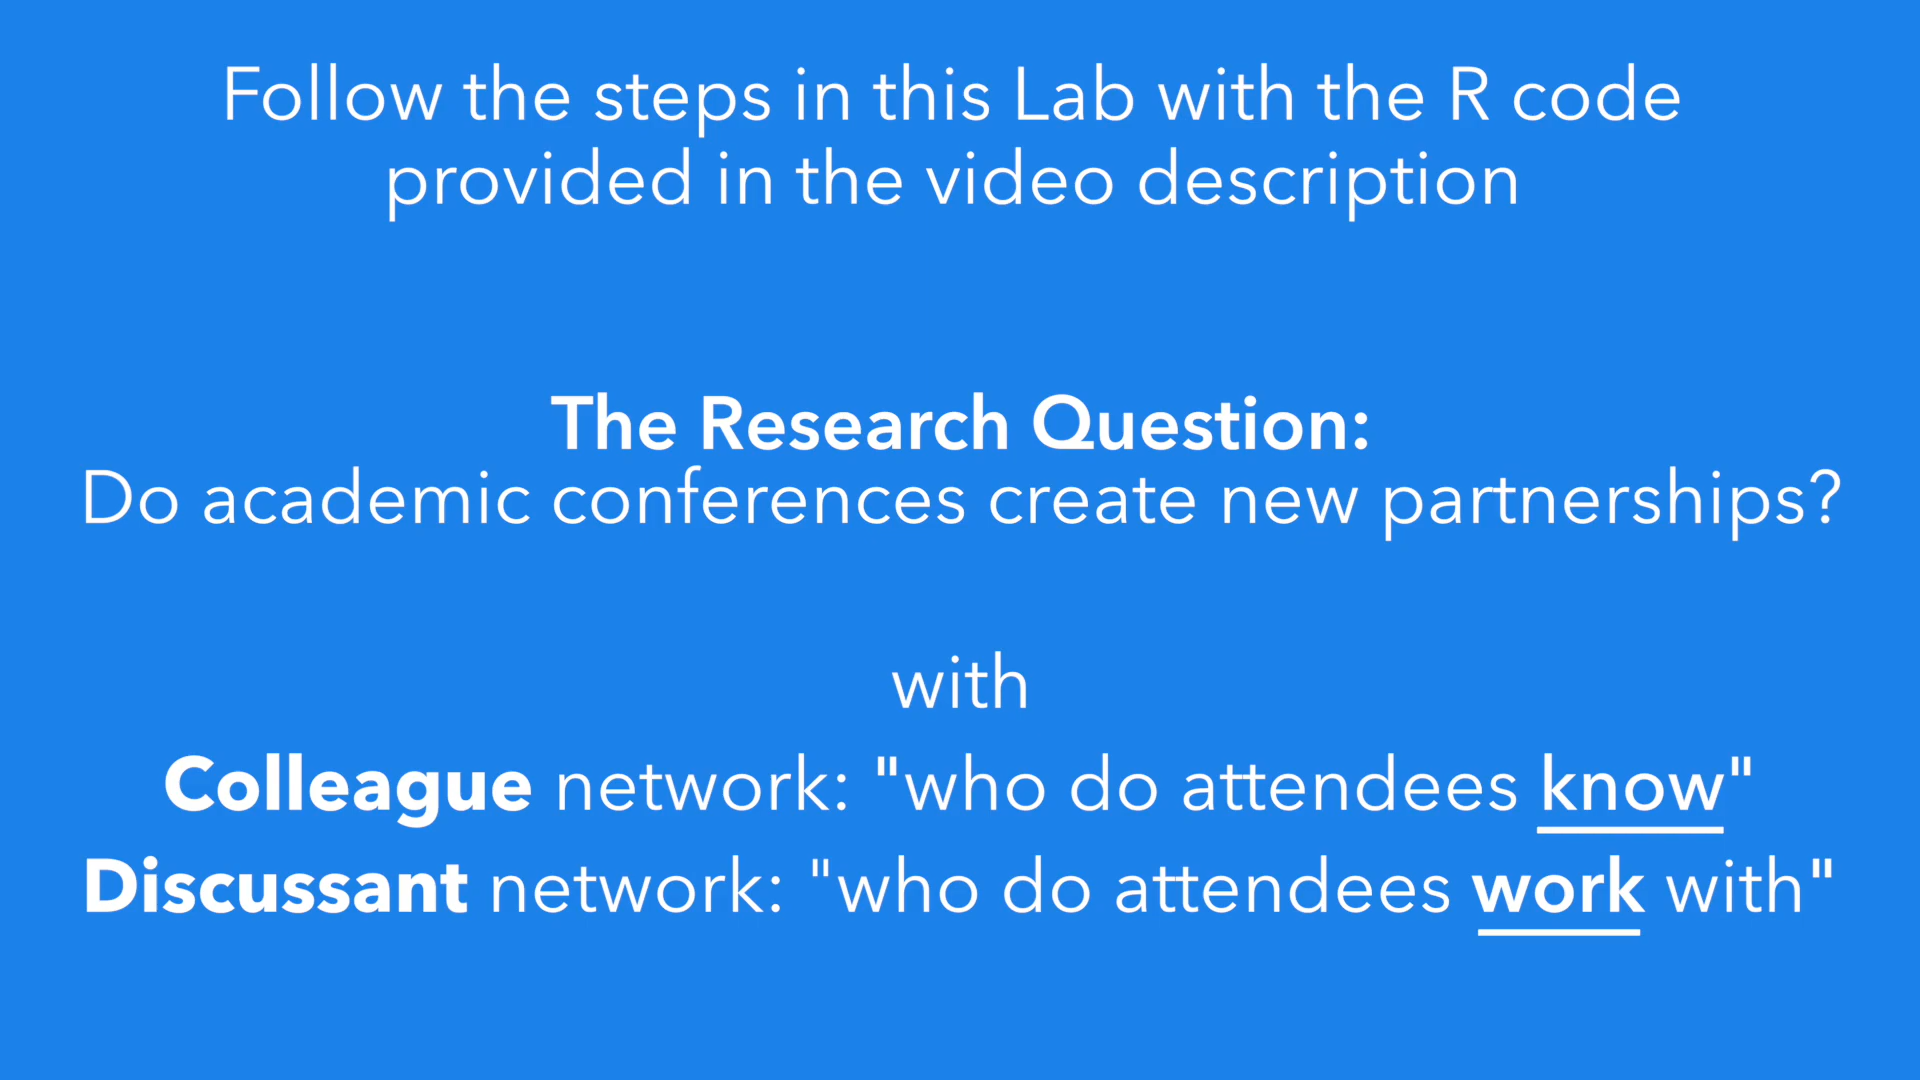 Follow the steps in this Lab with the R code
provided in the video description
The Research Question:
Do academic conferences create new partnerships?
with
Colleague network: "who do attendees know"
Discussant network: "who do attendees work with"